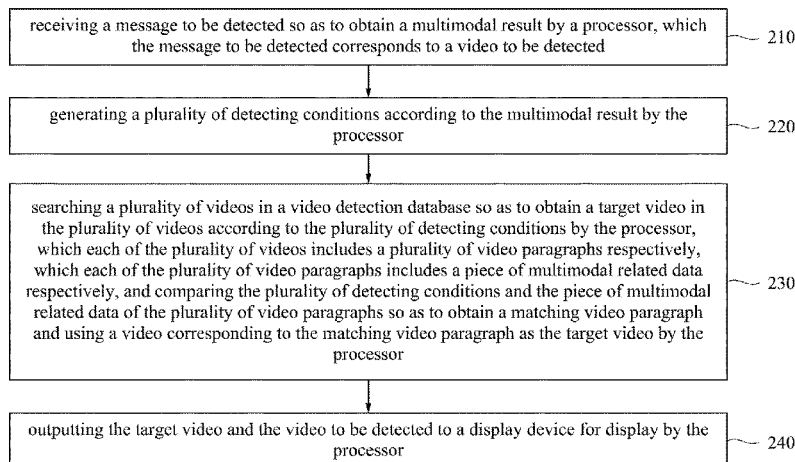 receiving a message to be detected so as to obtain a multimodal result by a processor, which
the message to be detected corresponds to a video to be detected
210
generating a plurality of detecting conditions according to the multimodal result by the
processor
220
searching a plurality of videos in a video detection database so as to obtain a target video in
the plurality of videos according to the plurality of detecting conditions by the processor,
which each of the plurality of videos includes a plurality of video paragraphs respectively,
which each of the plurality of video paragraphs includes a piece of multimodal related data
respectively, and comparing the plurality of detecting conditions and the piece of multimodal
related data of the plurality of video paragraphs so as to obtain a matching video paragraph
and using a video corresponding to the matching video paragraph as the target video by the
processor
230
outputting the target video and the video to be detected to a display device for display by the
processor
240